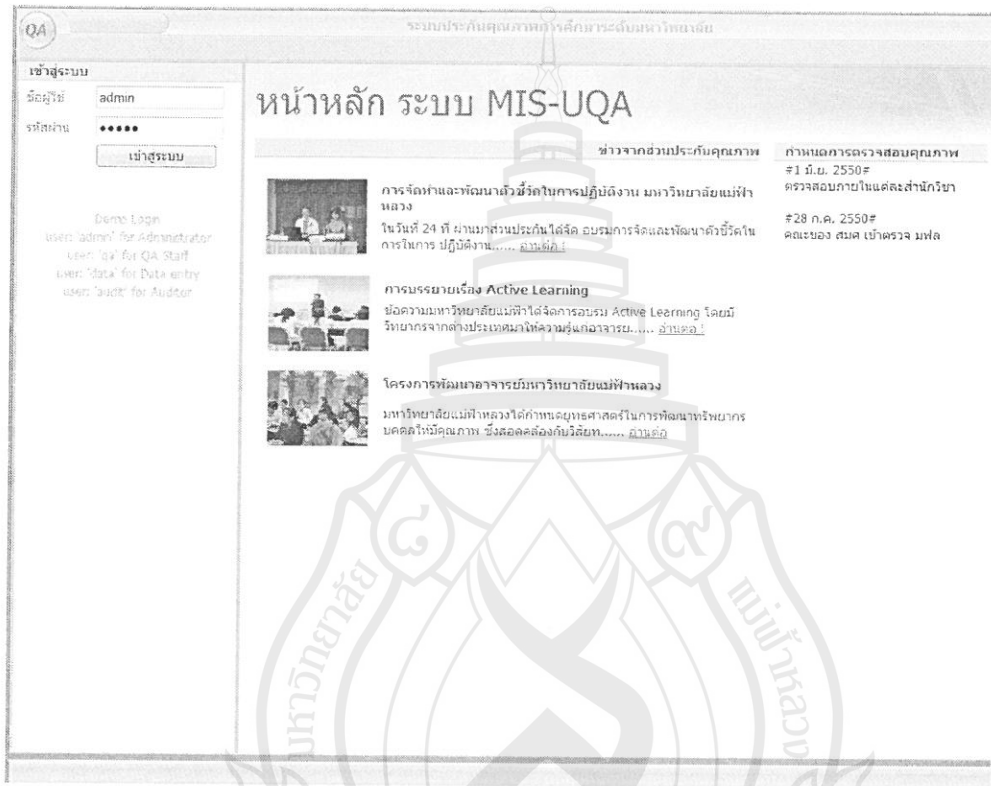 QA
ระบบประกันคุณภาพการศึกษาระดับมหาวิทยาลัย
เข้าสู่ระบบ
ชื่อผู้ใช้ admin
รหัสผ่าน •••••
เข้าสู่ระบบ
Demo Login
user: 'admin' for Administrator
user: 'qa' for QA Staff
user: 'data' for Data entry
user: 'audit' for Auditor
หน้าหลัก ระบบ MIS-UQA
ข่าวจากส่วนประกันคุณภาพ
การจัดทำและพัฒนาตัวชี้วัดในการปฏิบัติงาน มหาวิทยาลัยแม่ฟ้า
หลวง
ในวันที่ 24 ที่ ผ่านมาส่วนประกันได้จัด อบรมการจัดและพัฒนาตัวชี้วัดใน
การในการ ปฏิบัติงาน...... อ่านต่อ !
การบรรยายเรื่อง Active Learning
ข้อความมหาวิทยาลัยแม่ฟ้าได้จัดการอบรม Active Learning โดยมี
วิทยากรจากต่างประเทศมาให้ความรู้แก่อาจารย...... อ่านต่อ !
โครงการพัฒนาอาจารย์มหาวิทยาลัยแม่ฟ้าหลวง
มหาวิทยาลัยแม่ฟ้าหลวงได้กำหนดยุทธศาสตร์ในการพัฒนาทรัพยากร
บุคคลให้มีคุณภาพ ซึ่งสอดคล้องกับวิสัยท...... อ่านต่อ
กำหนดการตรวจสอบคุณภาพ
#1 มิ.ย. 2550#
ตรวจสอบภายในแต่ละสำนักวิชา
#28 ก.ค. 2550#
คณะของ สมศ เข้าตรวจ มฟล
๘
๙
มหาวิทยาลัย
แม่ฟ้าหลวง